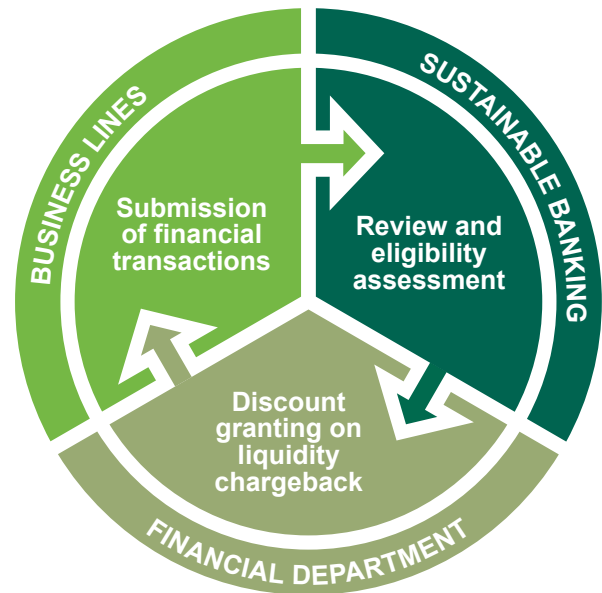 BUSINESS LINES
SUSTAINABLE BANKING
Submission
of financial
transactions
Review and
eligibility
assessment
Discount
granting on
liquidity
chargeback
FINANCIAL DEPARTMENT